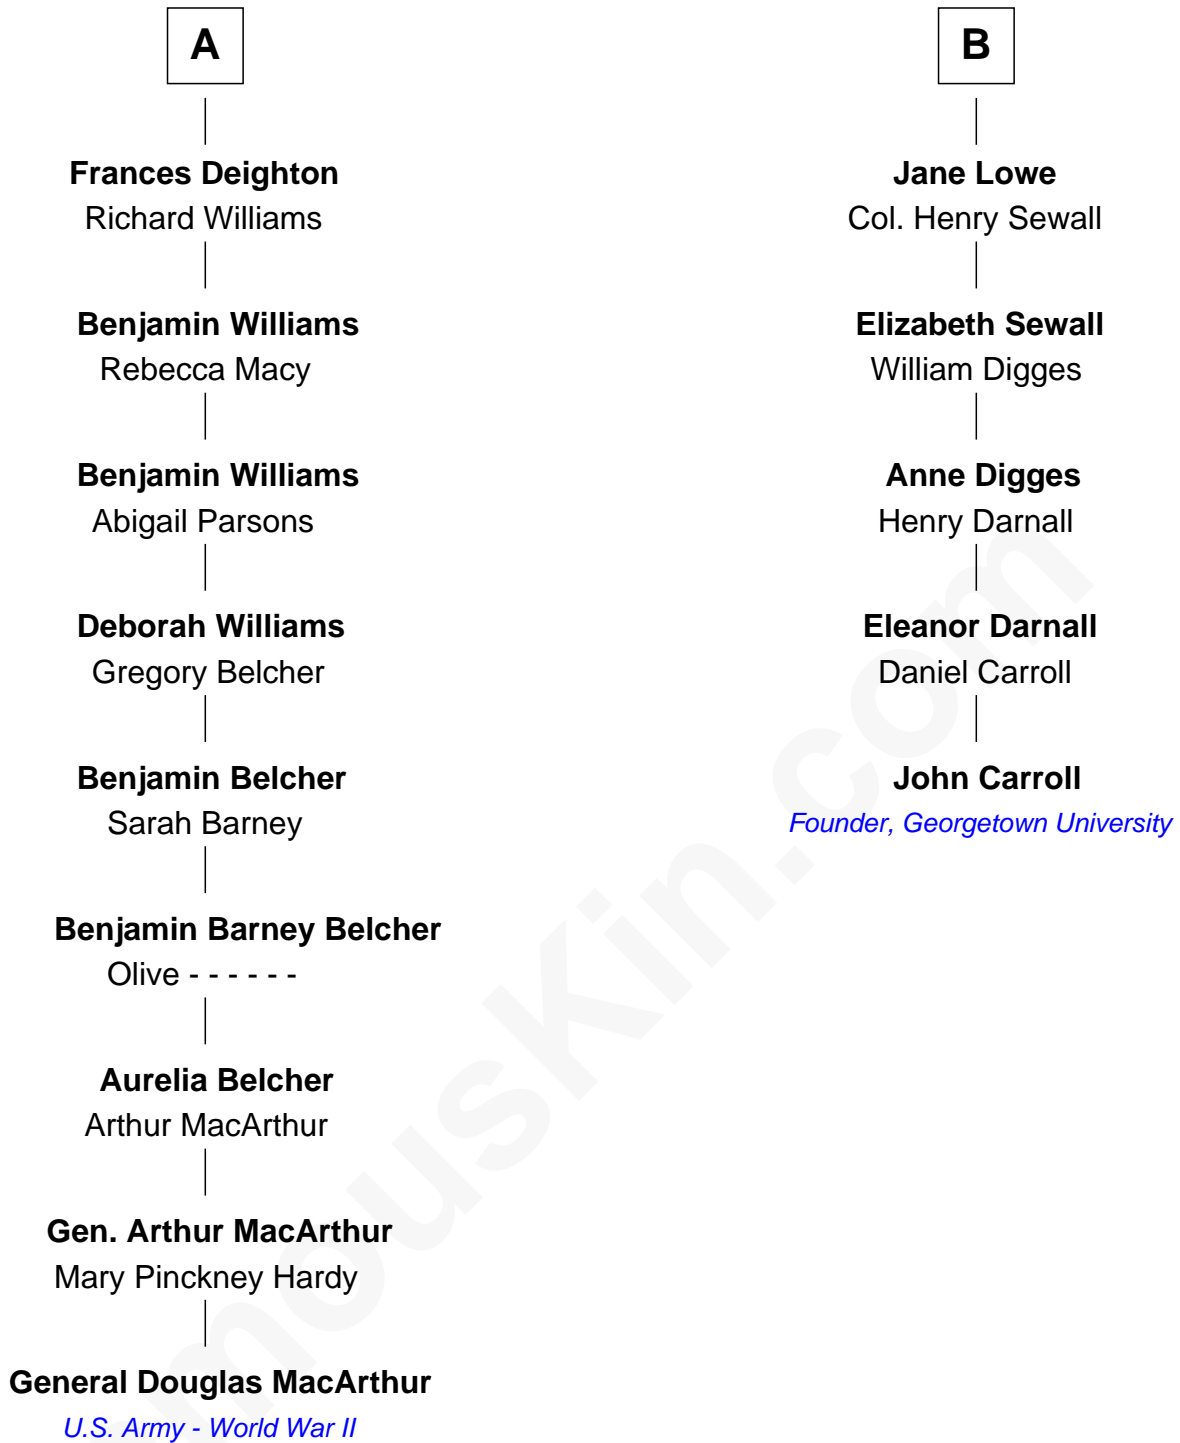 A
Frances Deighton
Richard Williams
Benjamin Williams
Rebecca Macy
Benjamin Williams
Abigail Parsons
Deborah Williams
Gregory Belcher
Benjamin Belcher
Sarah Barney
Benjamin Barney Belcher
Olive - - - - - -
Aurelia Belcher
Arthur MacArthur
Gen. Arthur MacArthur
Mary Pinckney Hardy
General Douglas MacArthur
U.S. Army - World War II
B
Jane Lowe
Col. Henry Sewall
Elizabeth Sewall
William Digges
Anne Digges
Henry Darnall
Eleanor Darnall
Daniel Carroll
John Carroll
Founder, Georgetown University
mousKin.com